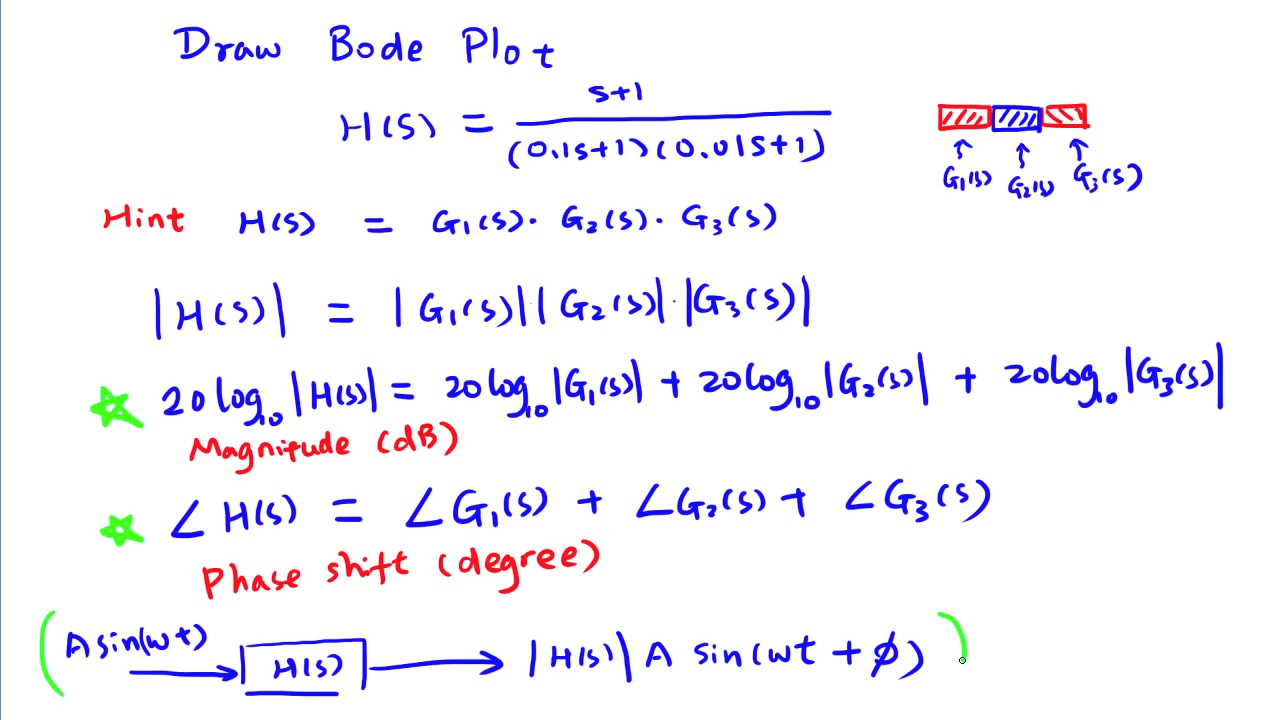 Draw Bode Plot
H(s) = s+1 / (0.1s+1)(0.01s+1)
G₁(s) G₂(s) G₃(s)
Hint H(s) = G₁(s)· G₂(s)· G₃(s)
|H(s)| = |G₁(s)|·|G₂(s)|·|G₃(s)|
20log₁₀|H(s)| = 20log₁₀|G₁(s)| + 20log₁₀|G₂(s)| + 20log₁₀|G₃(s)|
Magnitude (dB)
∠H(s) = ∠G₁(s) + ∠G₂(s) + ∠G₃(s)
Phase shift (degree)
( A sin(wt) → H(s) → |H(s)| A sin(wt + ϕ) )